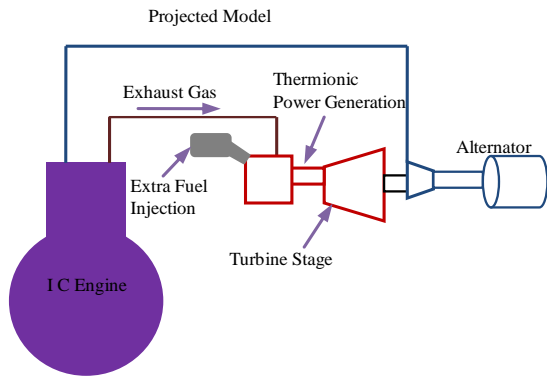 Projected Model
Exhaust Gas
Thermionic
Power Generation
Alternator
Extra Fuel
Injection
Turbine Stage
I C Engine